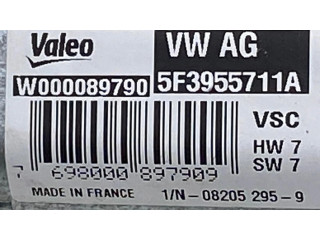 Valeo VW AG
W000089790 5F3955711A
VSC
HW 7
SW 7
7 698000 897909
MADE IN FRANCE 1/N - 08205 295 - 9